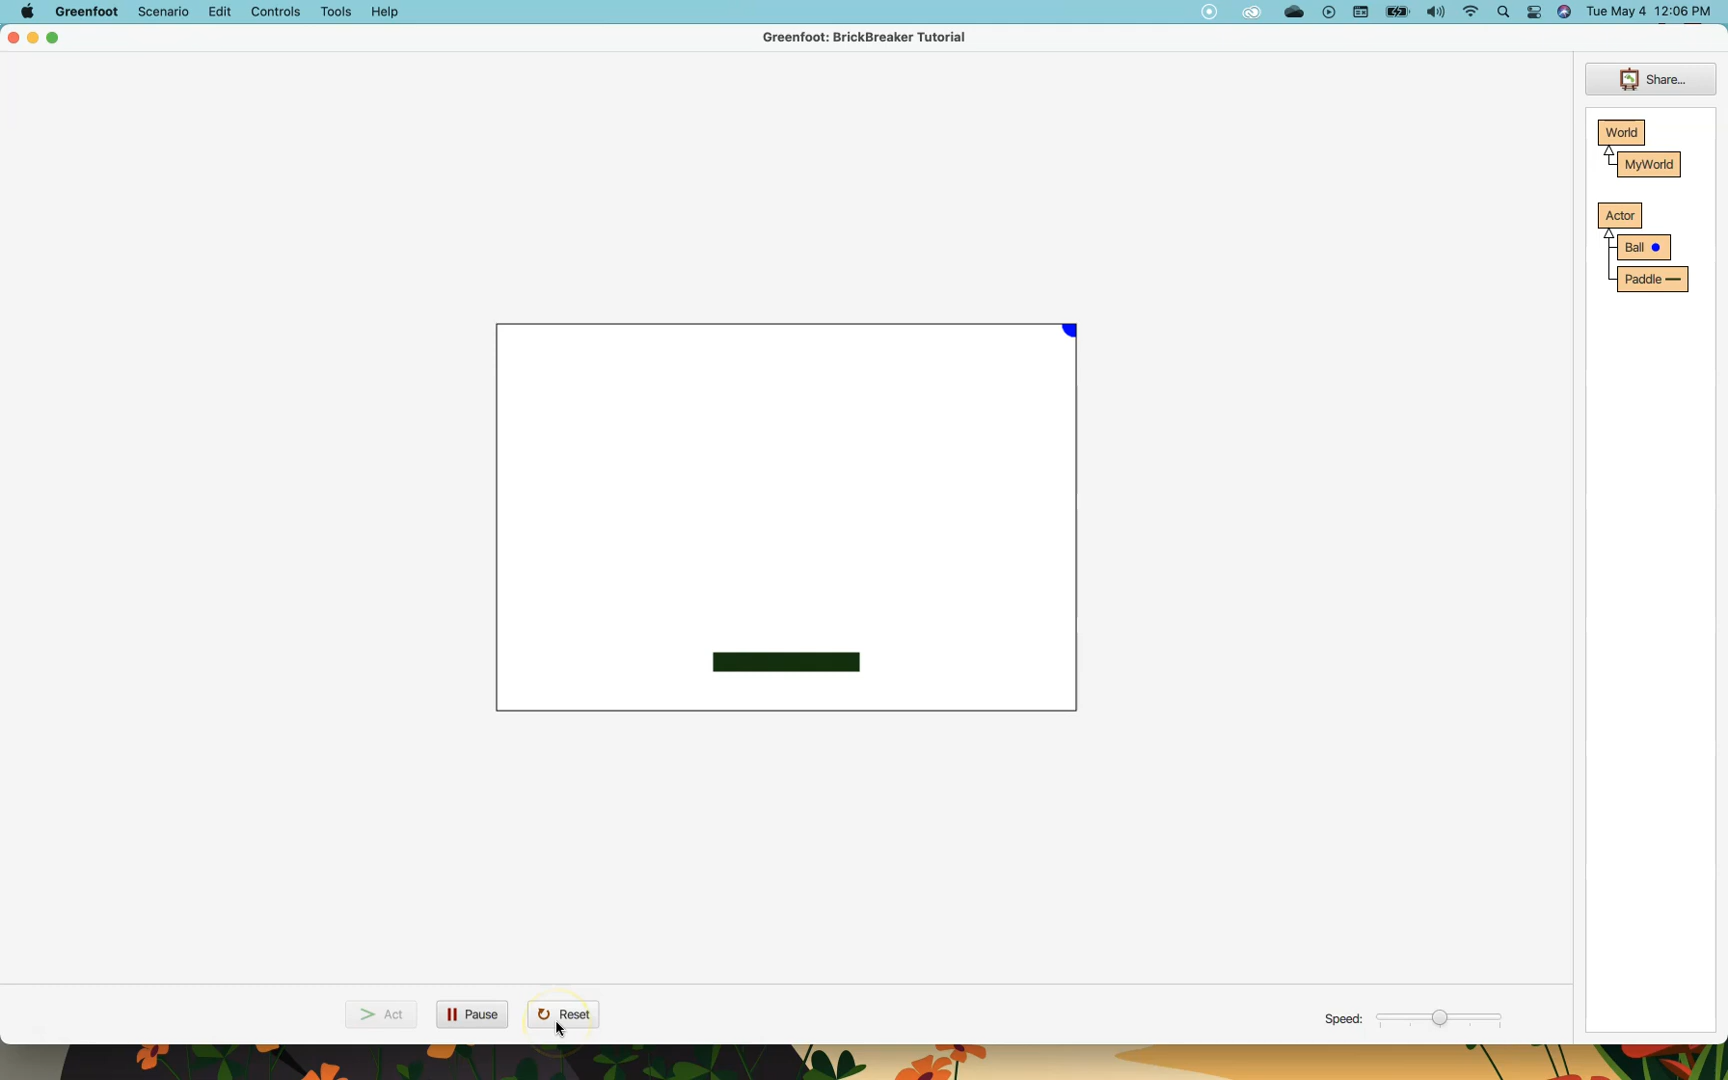 Greenfoot Scenario Edit Controls Tools Help Tue May 4 12:06 PM
Greenfoot: BrickBreaker Tutorial
Share...
World
MyWorld
Actor
Ball
Paddle
Act Pause Reset Speed: